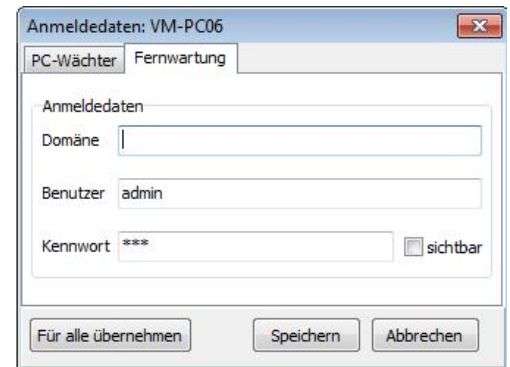 Anmeldedaten: VM-PC06
PC-Wächter Fernwartung
Anmeldedaten
Domäne
Benutzer admin
Kennwort *** sichtbar
Für alle übernehmen Speichern Abbrechen